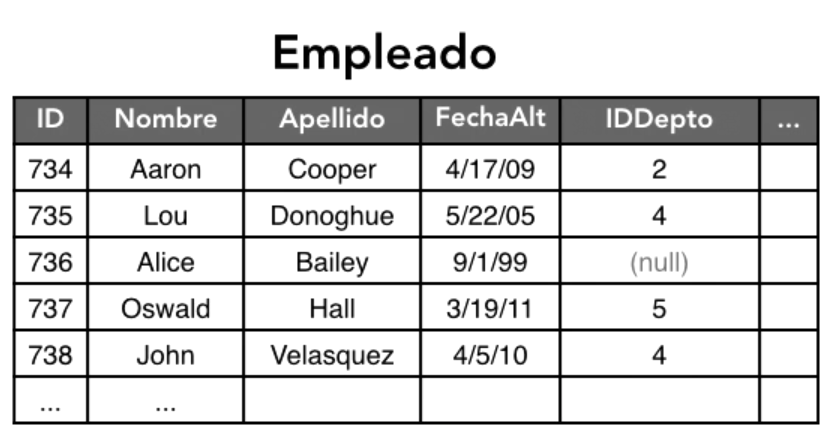 Empleado
ID Nombre Apellido FechaAlt IDDepto ...
734 Aaron Cooper 4/17/09 2
735 Lou Donoghue 5/22/05 4
736 Alice Bailey 9/1/99 (null)
737 Oswald Hall 3/19/11 5
738 John Velasquez 4/5/10 4
... ...